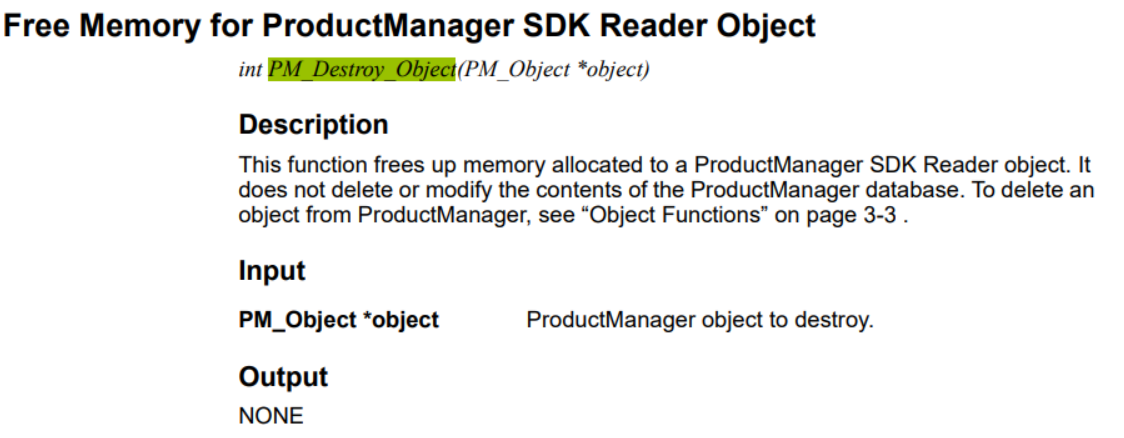 Free Memory for ProductManager SDK Reader Object
int PM_Destroy_Object(PM_Object *object)
Description
This function frees up memory allocated to a ProductManager SDK Reader object. It
does not delete or modify the contents of the ProductManager database. To delete an
object from ProductManager, see “Object Functions” on page 3-3 .
Input
PM_Object *object ProductManager object to destroy.
Output
NONE